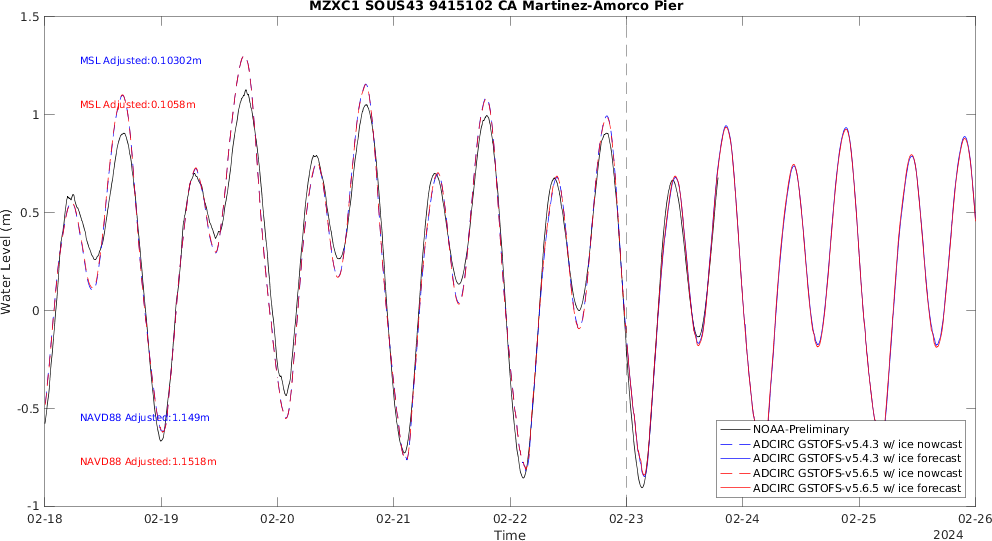 MZXC1 SOUS43 9415102 CA Martinez-Amorco Pier
1.5
1
0.5
0
-0.5
-1
Water Level (m)
MSL Adjusted:0.10302m
MSL Adjusted:0.1058m
NAVD88 Adjusted:1.149m
NAVD88 Adjusted:1.1518m
NOAA-Preliminary
ADCIRC GSTOFS-v5.4.3 w/ ice nowcast
ADCIRC GSTOFS-v5.4.3 w/ ice forecast
ADCIRC GSTOFS-v5.6.5 w/ ice nowcast
ADCIRC GSTOFS-v5.6.5 w/ ice forecast
02-18 02-19 02-20 02-21 02-22 02-23 02-24 02-25 02-26
Time
2024